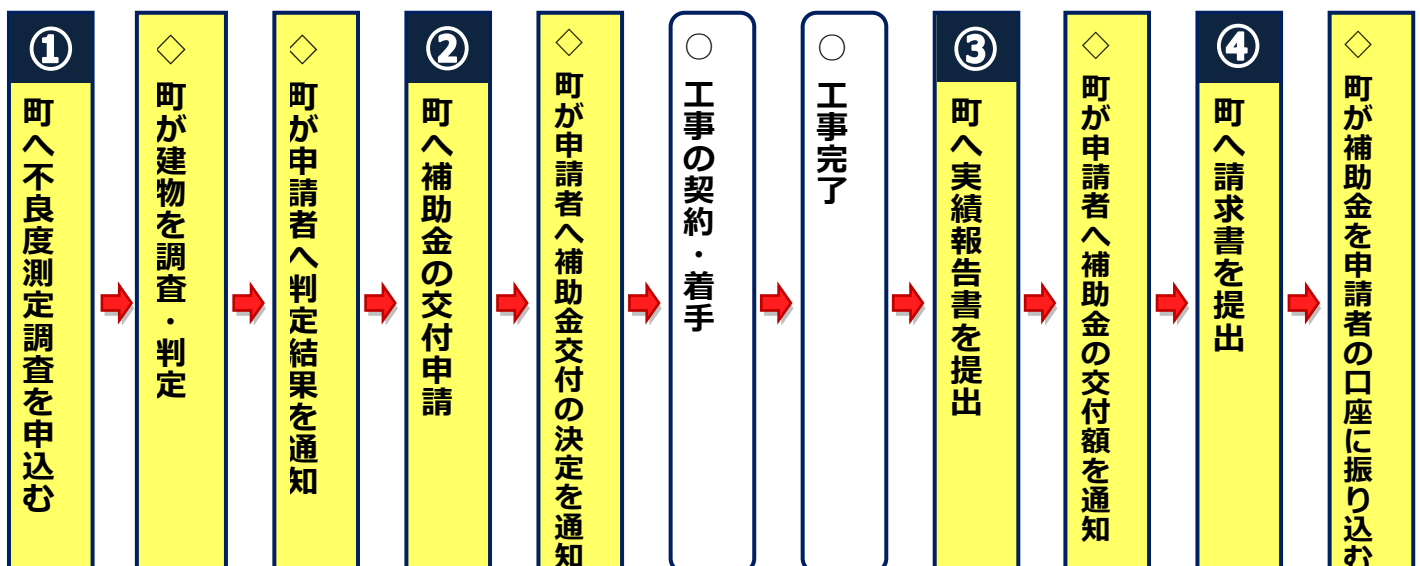 ①
町へ不良度測定調査を申込む
◇
町が建物を調査・判定
◇
町が申請者へ判定結果を通知
②
町へ補助金の交付申請
◇
町が申請者へ補助金交付の決定を通知
○
工事の契約・着手
○
工事完了
③
町へ実績報告書を提出
◇
町が申請者へ補助金の交付額を通知
④
町へ請求書を提出
◇
町が補助金を申請者の口座に振り込む